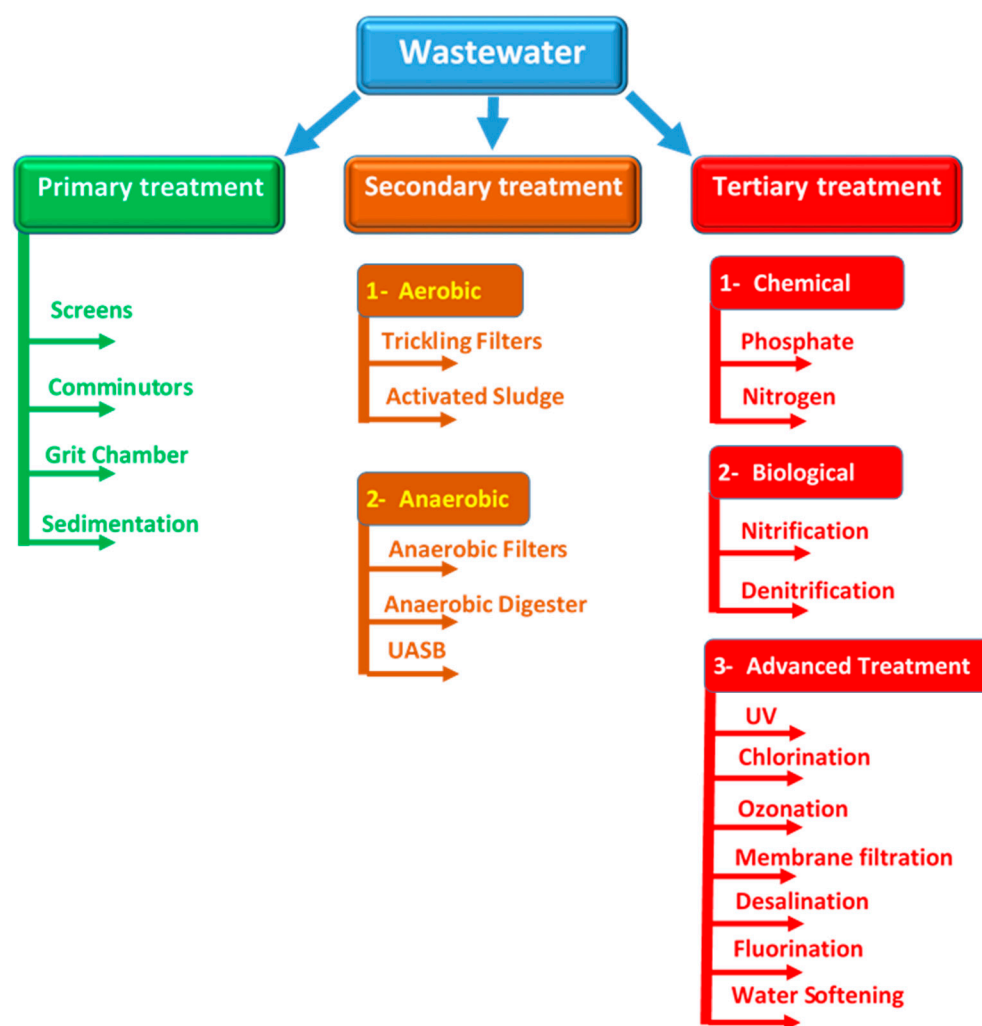 Wastewater
Primary treatment
Screens
Comminutors
Grit Chamber
Sedimentation
Secondary treatment
1- Aerobic
Trickling Filters
Activated Sludge
2- Anaerobic
Anaerobic Filters
Anaerobic Digester
UASB
Tertiary treatment
1- Chemical
Phosphate
Nitrogen
2- Biological
Nitrification
Denitrification
3- Advanced Treatment
UV
Chlorination
Ozonation
Membrane filtration
Desalination
Fluorination
Water Softening